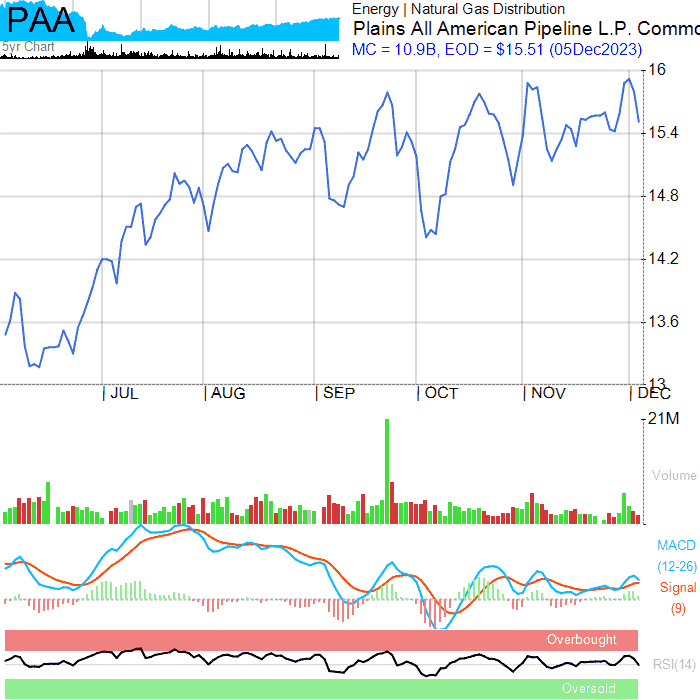 PAA
5yr Chart
Energy | Natural Gas Distribution
Plains All American Pipeline L.P. Commo
MC = 10.9B, EOD = $15.51 (05Dec2023)
16
15.4
14.8
14.2
13.6
13
JUL AUG SEP OCT NOV DEC
21M
Volume
MACD
(12-26)
Signal
(9)
Overbought
RSI(14)
Oversold